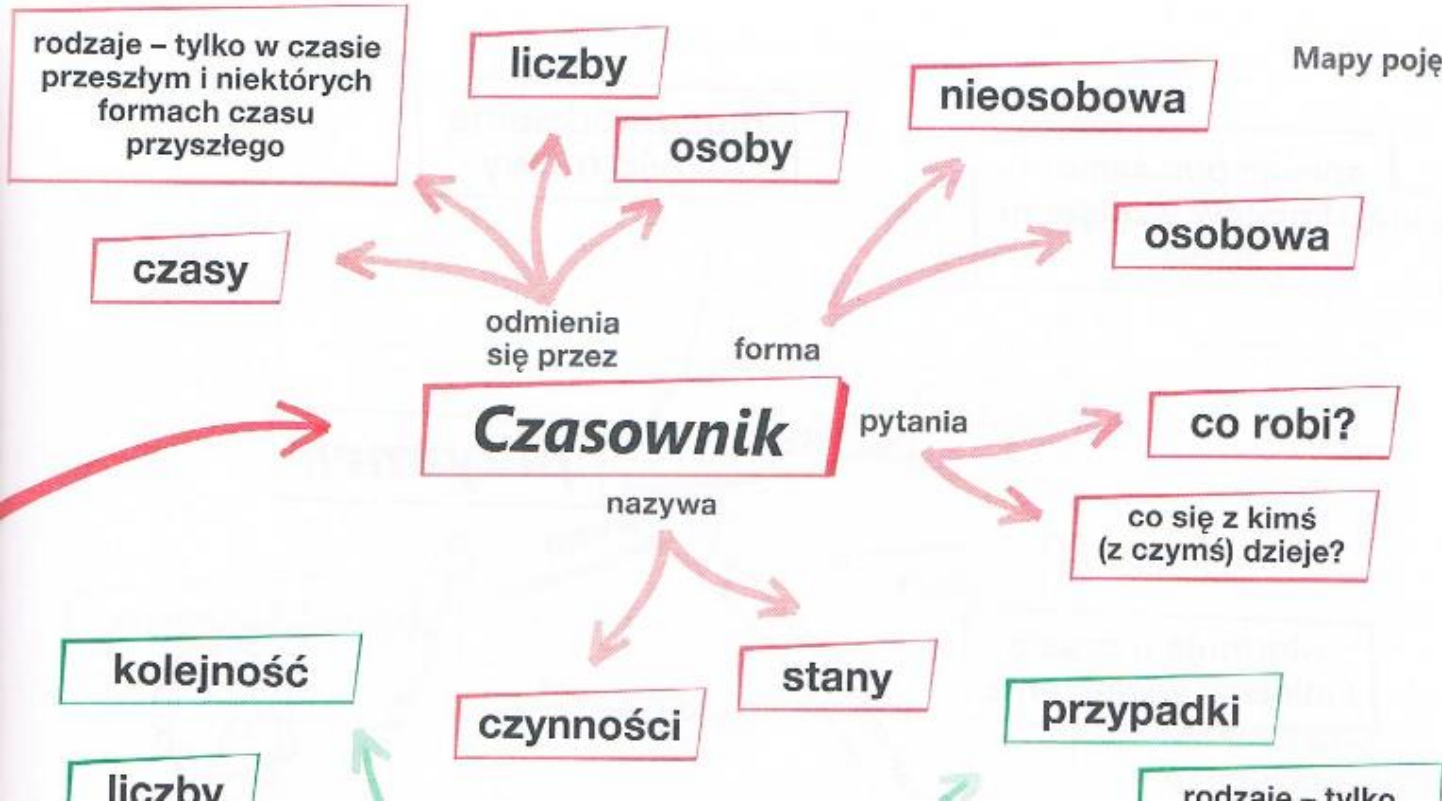 rodzaje – tylko w czasie
przeszłym i niektórych
formach czasu
przyszłego
liczby
osoby
czasy
odmienia
się przez
Mapy poję
nieosobowa
osobowa
forma
Czasownik
pytania
co robi?
co się z kimś
(z czymś) dzieje?
nazywa
czynności
stany
kolejność
liczby
przypadki
rodzaje – tylko